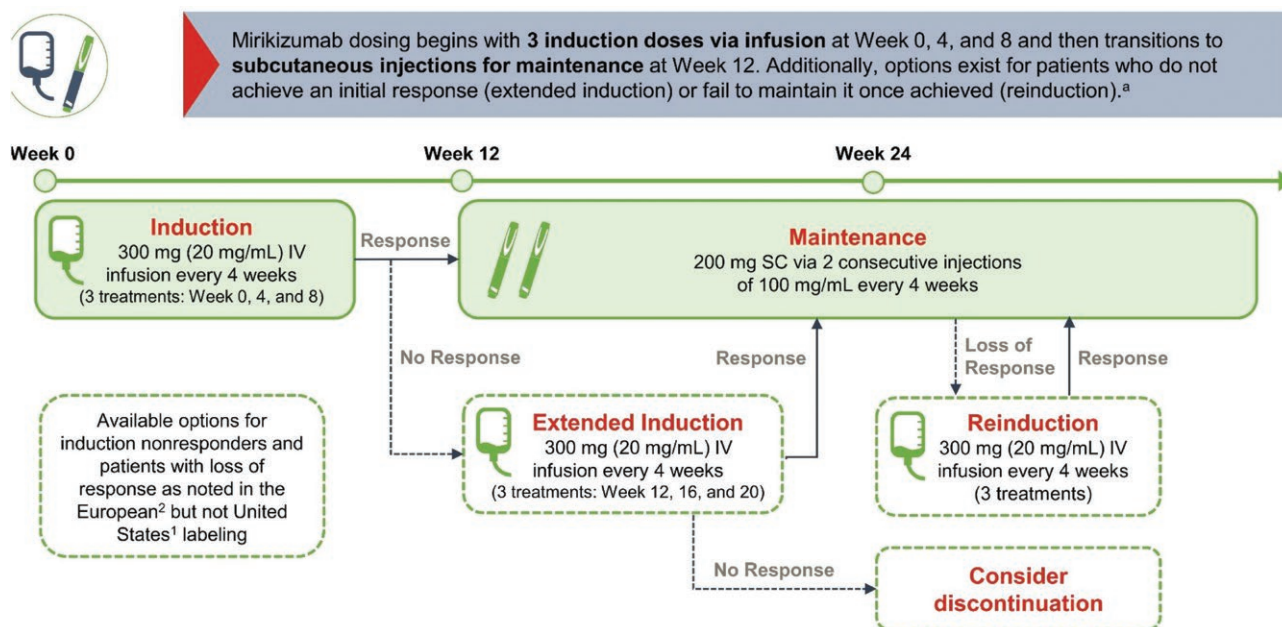 Mirikizumab dosing begins with 3 induction doses via infusion at Week 0, 4, and 8 and then transitions to
subcutaneous injections for maintenance at Week 12. Additionally, options exist for patients who do not
achieve an initial response (extended induction) or fail to maintain it once achieved (reinduction).ᵃ
Week 0
Week 12
Week 24
Induction
300 mg (20 mg/mL) IV
infusion every 4 weeks
(3 treatments: Week 0, 4, and 8)
Response
Maintenance
200 mg SC via 2 consecutive injections
of 100 mg/mL every 4 weeks
No Response
Response
Loss of
Response
Response
Available options for
induction nonresponders and
patients with loss of
response as noted in the
European² but not United
States¹ labeling
Extended Induction
300 mg (20 mg/mL) IV
infusion every 4 weeks
(3 treatments: Week 12, 16, and 20)
Reinduction
300 mg (20 mg/mL) IV
infusion every 4 weeks
(3 treatments)
No Response
Consider
discontinuation